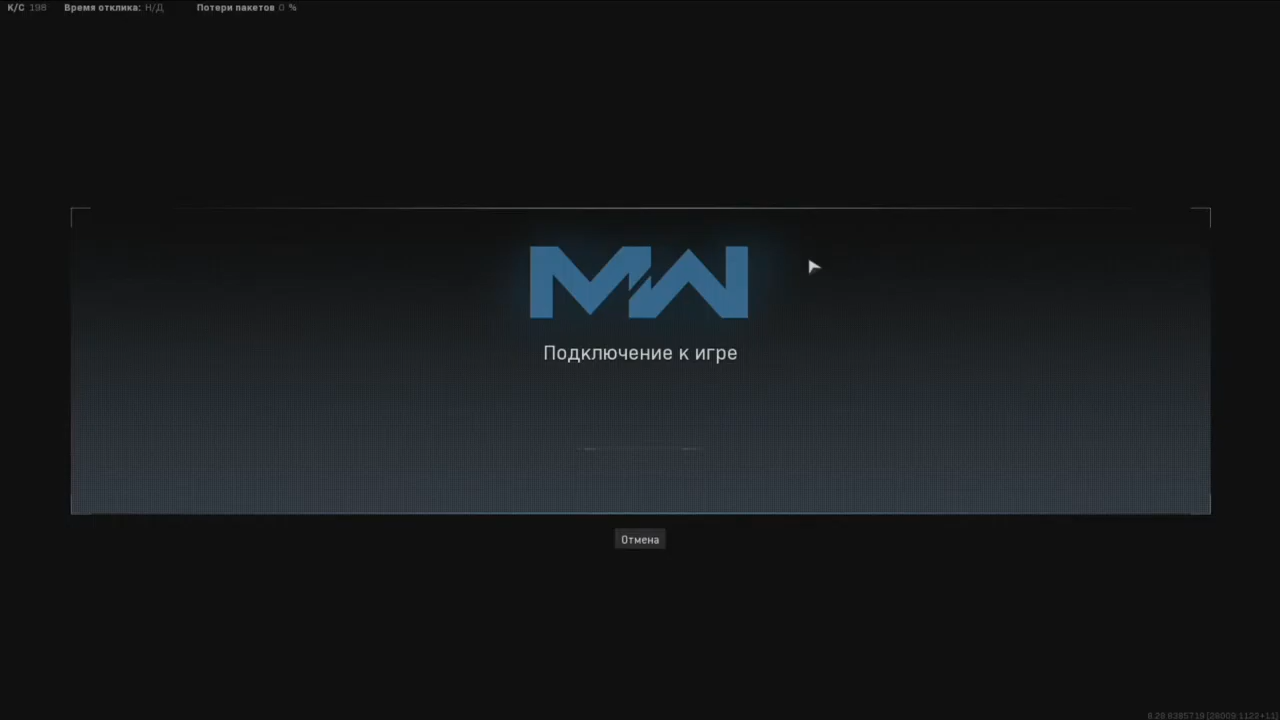 К/С 198 Время отклика: Н/Д Потери пакетов 0 %
MW
Подключение к игре
Отмена